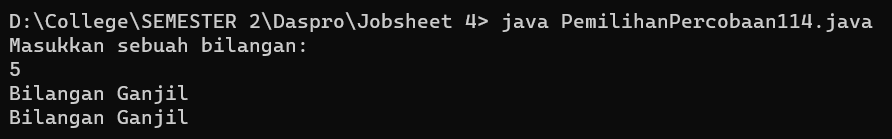 D:\College\SEMESTER 2\Daspro\Jobsheet 4> java PemilihanPercobaan114.java
Masukkan sebuah bilangan:
5
Bilangan Ganjil
Bilangan Ganjil